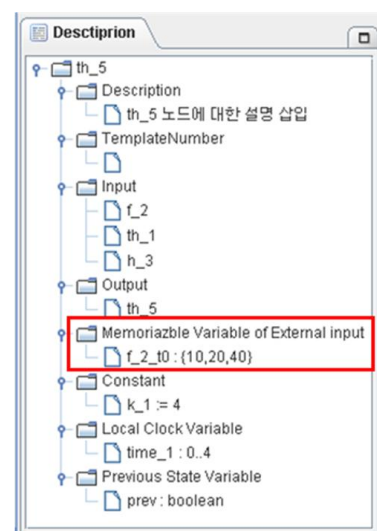 Desctiprion
th_5
Description
th_5 노드에 대한 설명 삽입
TemplateNumber
Input
f_2
th_1
h_3
Output
th_5
Memoriazble Variable of External input
f_2_t0 : {10,20,40}
Constant
k_1 := 4
Local Clock Variable
time_1 : 0..4
Previous State Variable
prev : boolean